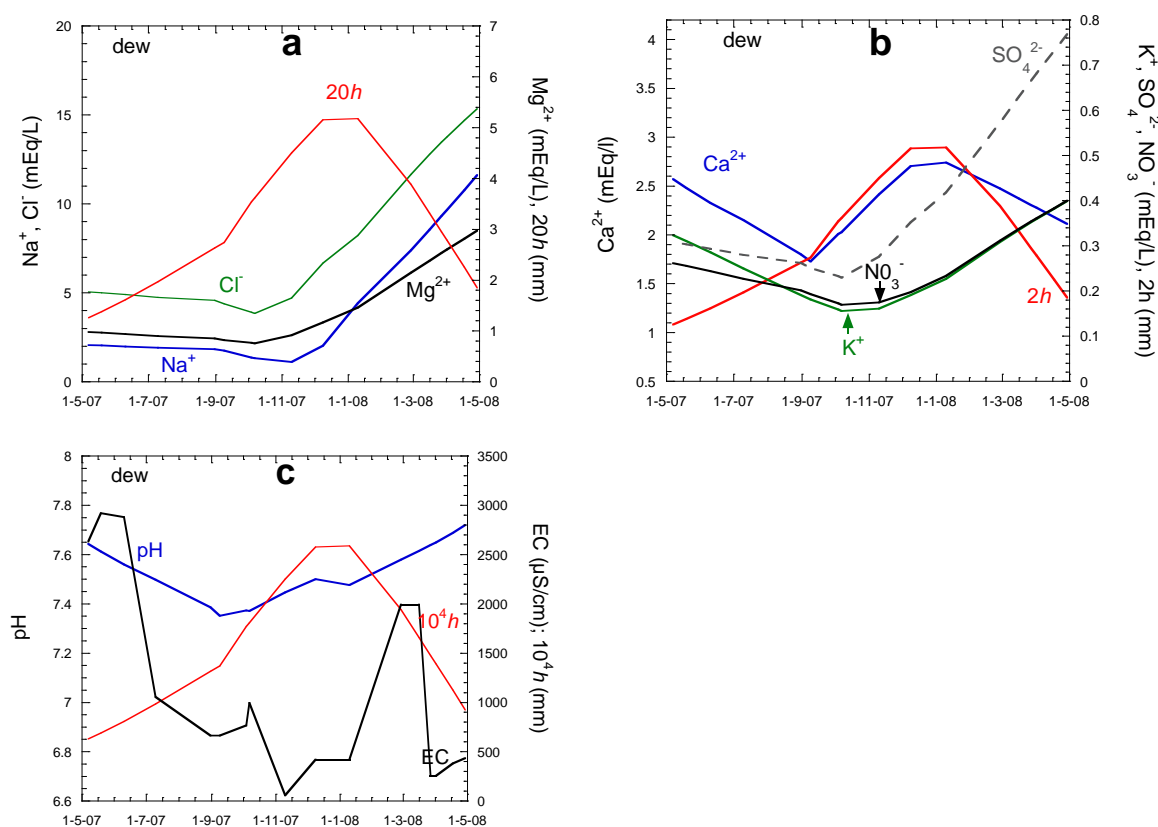 dew
a
20h
Cl-
Mg2+
Na+
Na+, Cl- (mEq/L)
Mg2+ (mEq/L), 20h (mm)
20
15
10
5
0
7
6
5
4
3
2
1
0
1-5-07 1-7-07 1-9-07 1-11-07 1-1-08 1-3-08 1-5-08
dew
b
SO4 2-
Ca2+
N03-
2h
K+
Ca2+ (mEq/l)
K+, SO4 2-, NO3- (mEq/L), 2h (mm)
4
3.5
3
2.5
2
1.5
1
0.5
0.8
0.7
0.6
0.5
0.4
0.3
0.2
0.1
0
1-5-07 1-7-07 1-9-07 1-11-07 1-1-08 1-3-08 1-5-08
dew
c
pH
10^4h
EC
pH
EC (µS/cm); 10^4h (mm)
8
7.8
7.6
7.4
7.2
7
6.8
6.6
3500
3000
2500
2000
1500
1000
500
0
1-5-07 1-7-07 1-9-07 1-11-07 1-1-08 1-3-08 1-5-08